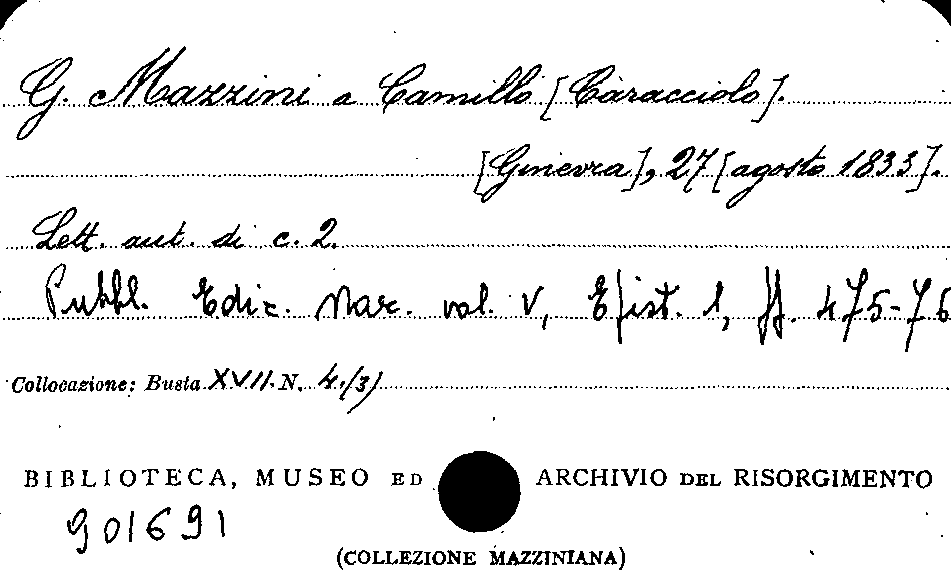 G. Mazzini a Camillo [Caracciolo].
[Ginevra], 27 [agosto 1833].
Lett. aut. di c. 2.
Pubbl. Ediz. Naz. vol. V, Epist. 1, pp. 475-76
Collocazione: Busta XVII. N. 4./3)
BIBLIOTECA, MUSEO ED ARCHIVIO DEL RISORGIMENTO
901691
(COLLEZIONE MAZZINIANA)